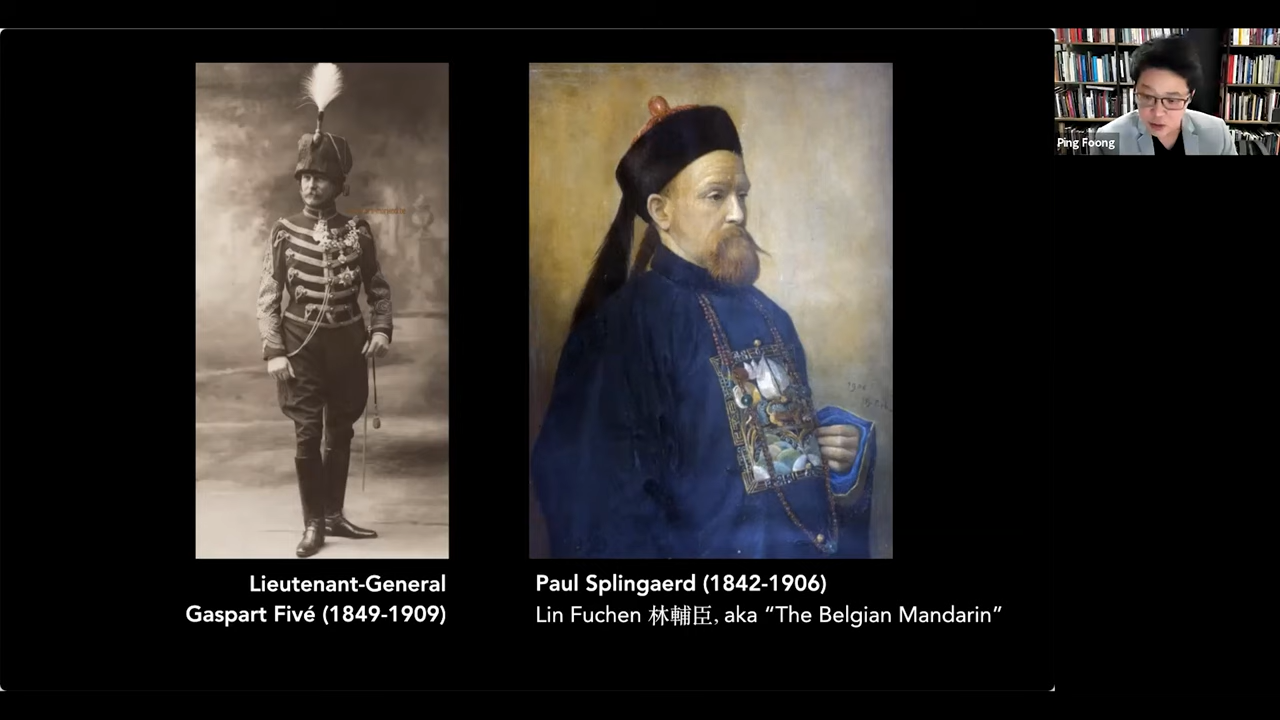 Ping Foong
Lieutenant-General
Gaspart Fivé (1849-1909)
Paul Splingaerd (1842-1906)
Lin Fuchen 林輔臣, aka “The Belgian Mandarin”